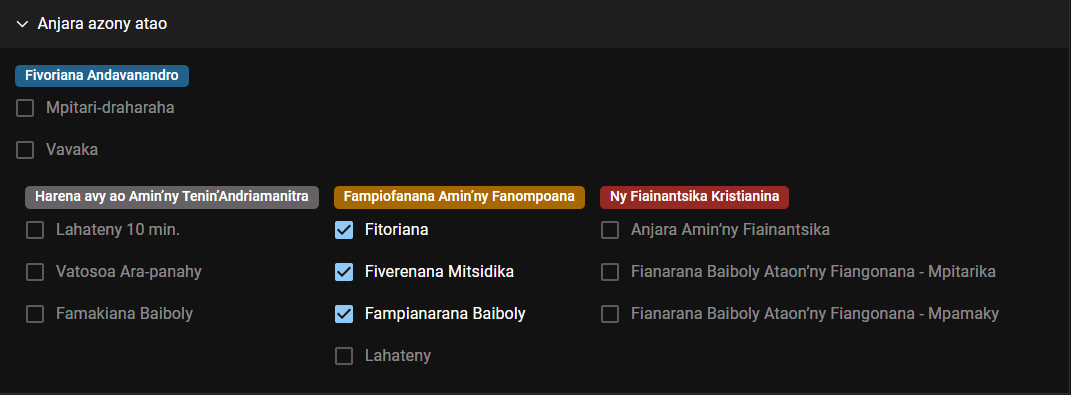 Anjara azony atao
Fivoriana Andavanandro
Mpitari-draharaha
Vavaka
Harena avy ao Amin’ny Tenin’Andriamanitra
Lahateny 10 min.
Vatosoa Ara-panahy
Famakiana Baiboly
Fampiofanana Amin’ny Fanompoana
Fitoriana
Fiverenana Mitsidika
Fampianarana Baiboly
Lahateny
Ny Fiainantsika Kristianina
Anjara Amin’ny Fiainantsika
Fianarana Baiboly Ataon’ny Fiangonana - Mpitarika
Fianarana Baiboly Ataon’ny Fiangonana - Mpamaky